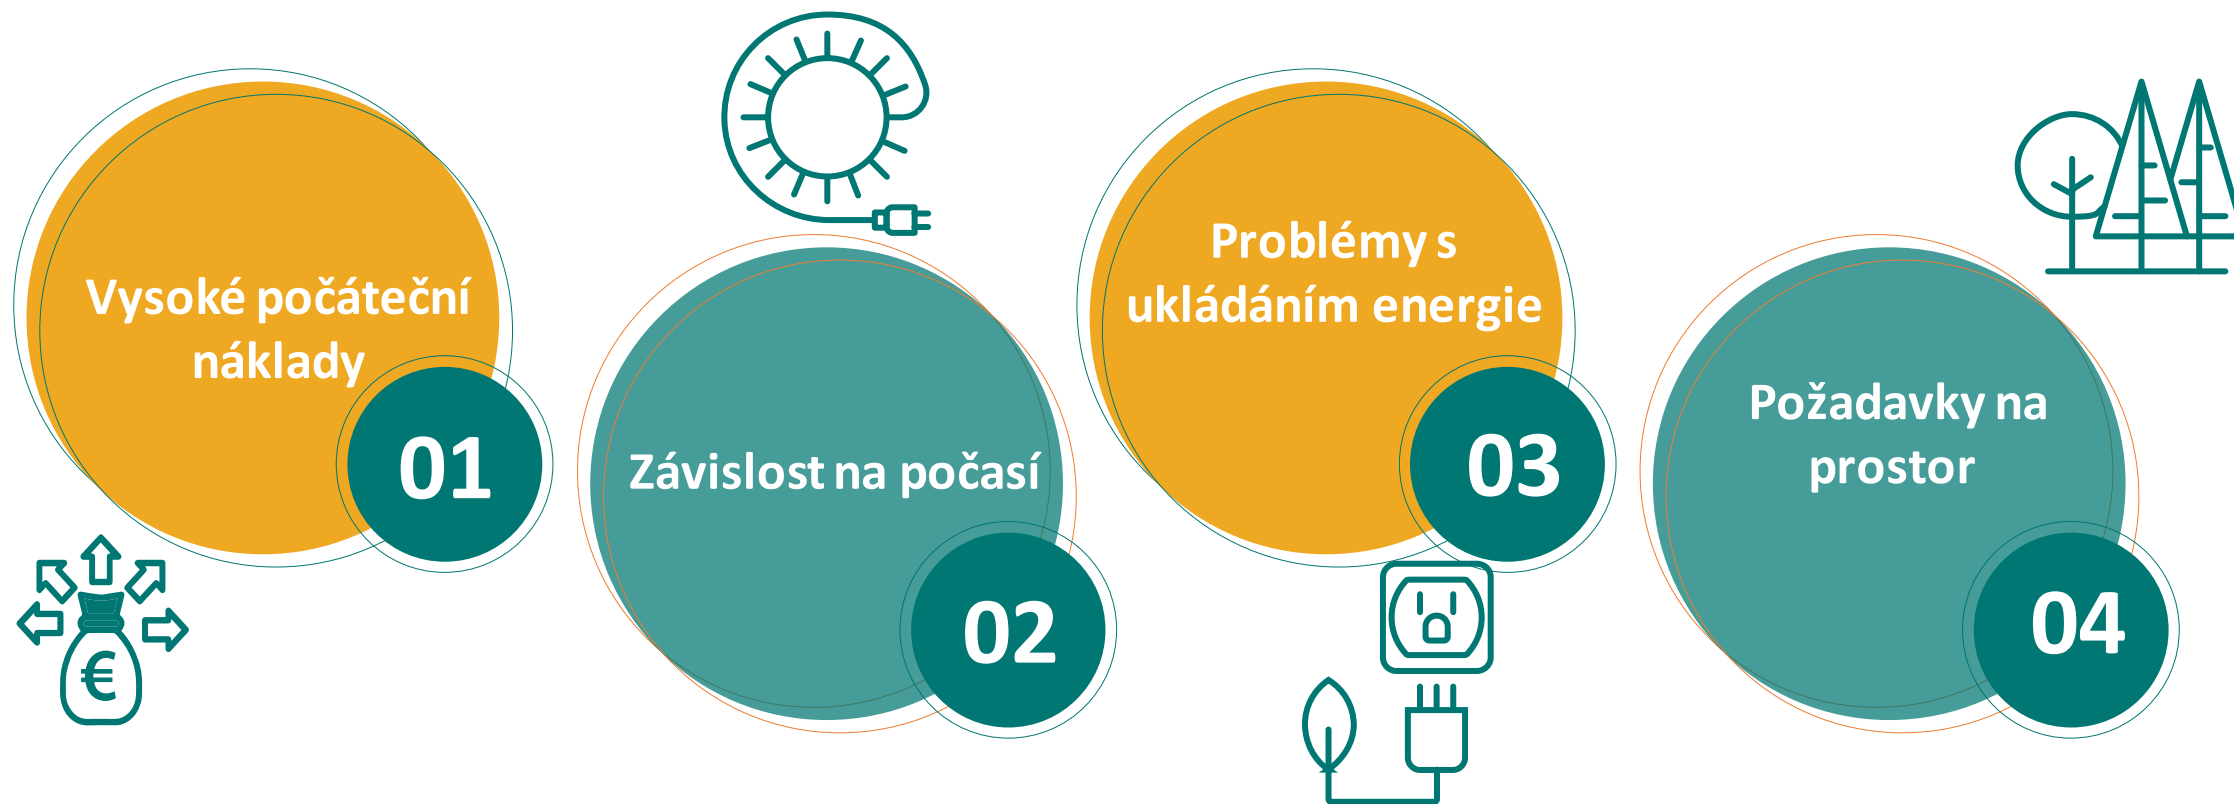 Vysoké počáteční
náklady
01
€
Závislost na počasí
02
Problémy s
ukládáním energie
03
Požadavky na
prostor
04